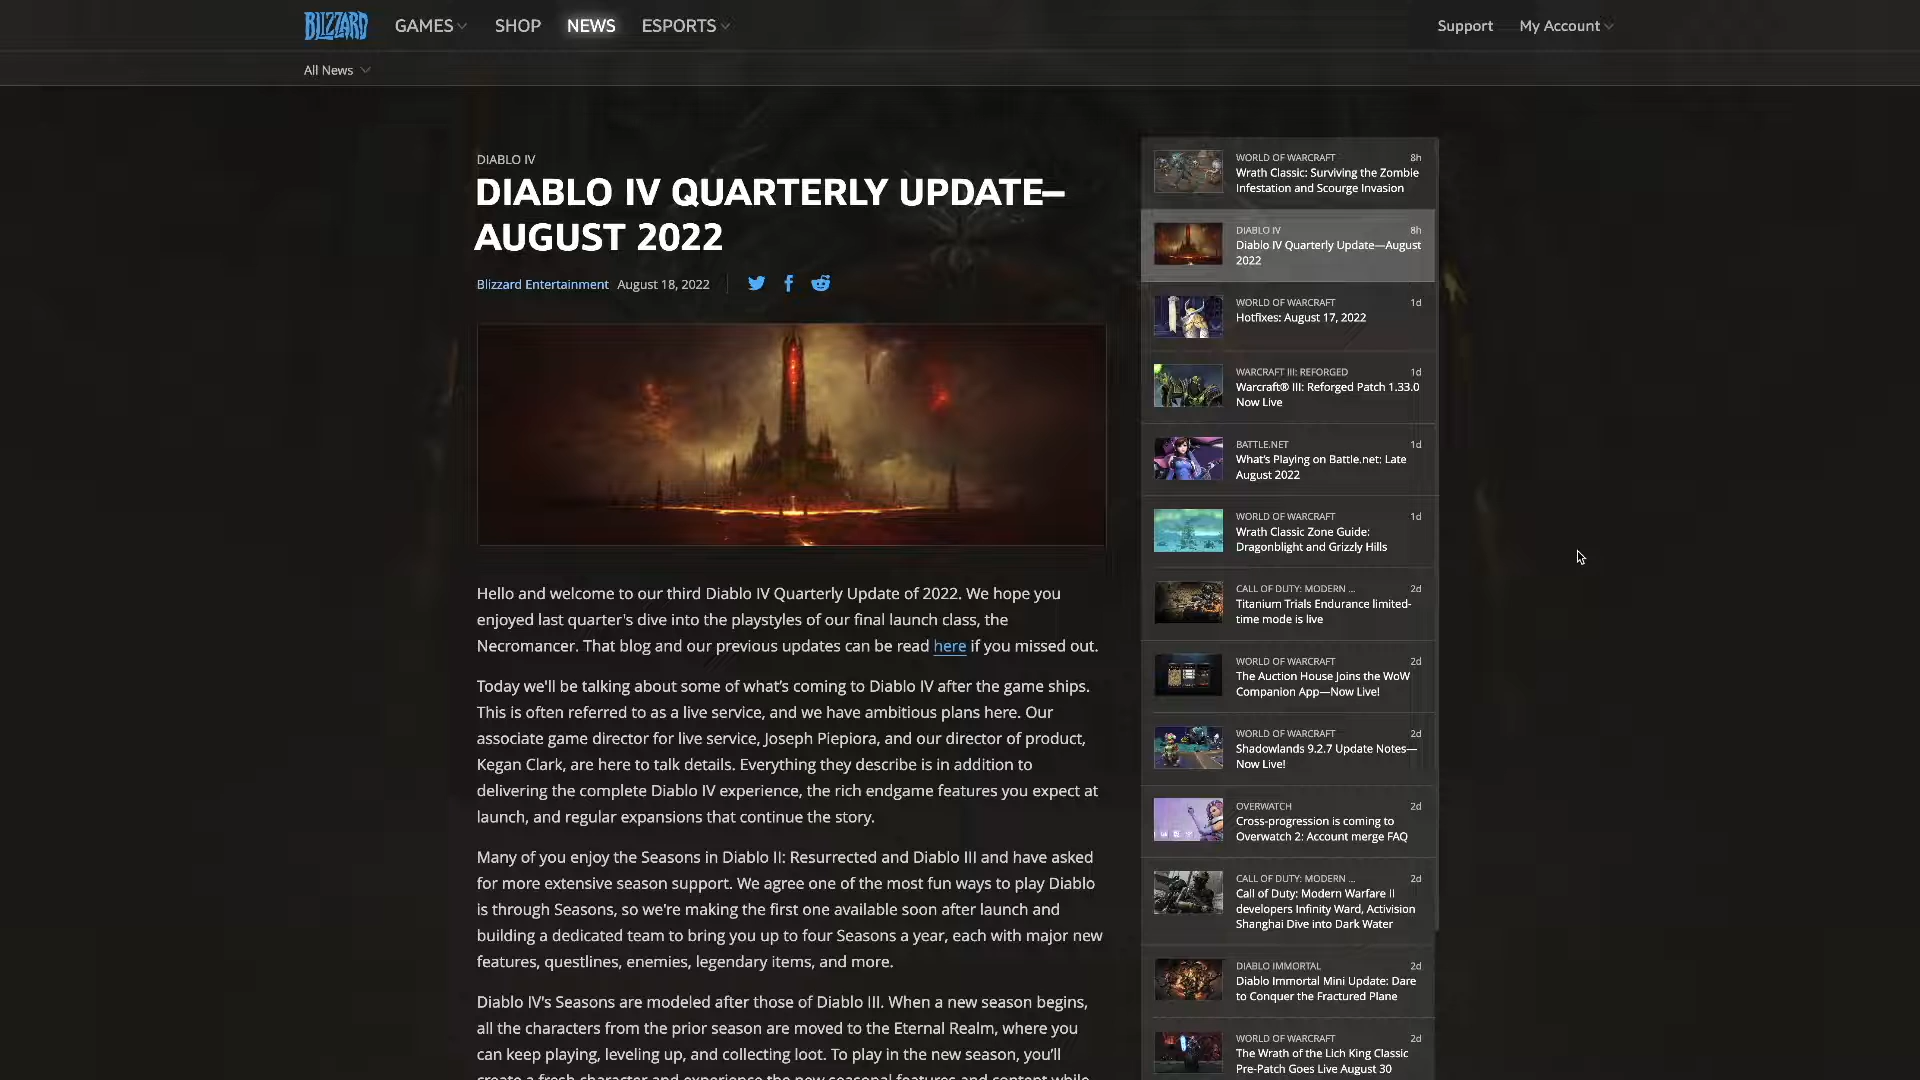 BLIZZARD
GAMES
SHOP
NEWS
ESPORTS
Support
My Account
All News
DIABLO IV
DIABLO IV QUARTERLY UPDATE—
AUGUST 2022
Blizzard Entertainment
August 18, 2022
Hello and welcome to our third Diablo IV Quarterly Update of 2022. We hope you
enjoyed last quarter's dive into the playstyles of our final launch class, the
Necromancer. That blog and our previous updates can be read here if you missed out.
Today we'll be talking about some of what's coming to Diablo IV after the game ships.
This is often referred to as a live service, and we have ambitious plans here. Our
associate game director for live service, Joseph Piepiora, and our director of product,
Kegan Clark, are here to talk details. Everything they describe is in addition to
delivering the complete Diablo IV experience, the rich endgame features you expect at
launch, and regular expansions that continue the story.
Many of you enjoy the Seasons in Diablo II: Resurrected and Diablo III and have asked
for more extensive season support. We agree one of the most fun ways to play Diablo
is through Seasons, so we're making the first one available soon after launch and
building a dedicated team to bring you up to four Seasons a year, each with major new
features, questlines, enemies, legendary items, and more.
Diablo IV's Seasons are modeled after those of Diablo III. When a new season begins,
all the characters from the prior season are moved to the Eternal Realm, where you
can keep playing, leveling up, and collecting loot. To play in the new season, you'll
create a fresh character and experience the new seasonal features and content while
WORLD OF WARCRAFT 8h
Wrath Classic: Surviving the Zombie
Infestation and Scourge Invasion
DIABLO IV 8h
Diablo IV Quarterly Update—August
2022
WORLD OF WARCRAFT 1d
Hotfixes: August 17, 2022
WARCRAFT III: REFORGED 1d
Warcraft® III: Reforged Patch 1.33.0
Now Live
BATTLE.NET 1d
What's Playing on Battle.net: Late
August 2022
WORLD OF WARCRAFT 1d
Wrath Classic Zone Guide:
Dragonblight and Grizzly Hills
CALL OF DUTY: MODERN ... 2d
Titanium Trials Endurance limited-
time mode is live
WORLD OF WARCRAFT 2d
The Auction House Joins the WoW
Companion App—Now Live!
WORLD OF WARCRAFT 2d
Shadowlands 9.2.7 Update Notes—
Now Live!
OVERWATCH 2d
Cross-progression is coming to
Overwatch 2: Account merge FAQ
CALL OF DUTY: MODERN ... 2d
Call of Duty: Modern Warfare II
developers Infinity Ward, Activision
Shanghai Dive into Dark Water
DIABLO IMMORTAL 2d
Diablo Immortal Mini Update: Dare
to Conquer the Fractured Plane
WORLD OF WARCRAFT 2d
The Wrath of the Lich King Classic
Pre-Patch Goes Live August 30